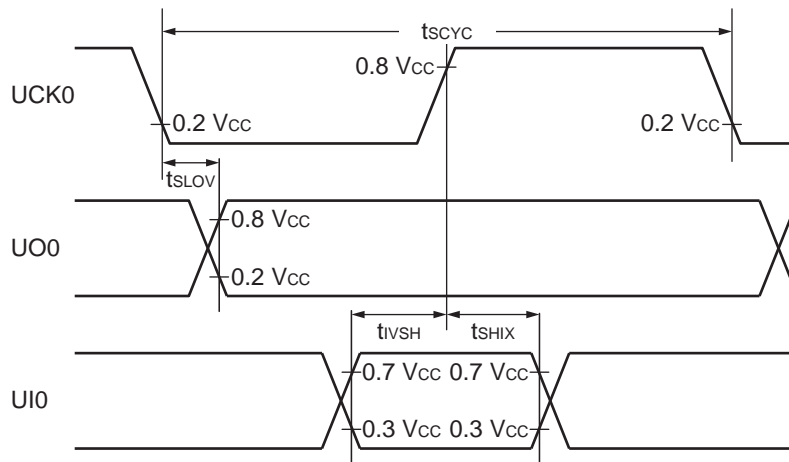 tSCYC
UCK0
0.8 VCC
0.2 VCC
0.2 VCC
tSLOV
UO0
0.8 VCC
0.2 VCC
tIVSH
tSHIX
UI0
0.7 VCC
0.7 VCC
0.3 VCC
0.3 VCC